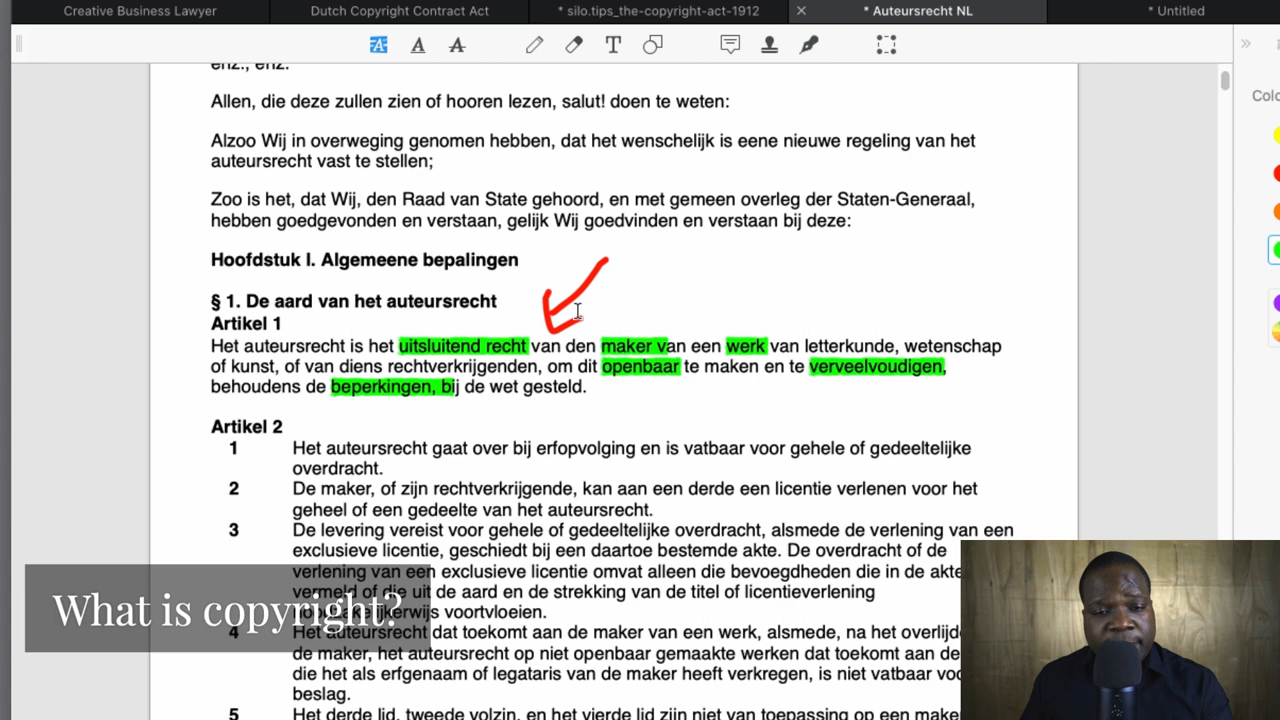 Creative Business Lawyer
Dutch Copyright Contract Act
* silo.tips_the-copyright-act-1912
* Auteursrecht NL
* Untitled
enz., enz.
Allen, die deze zullen zien of hooren lezen, salut! doen te weten:
Alzoo Wij in overweging genomen hebben, dat het wenschelijk is eene nieuwe regeling van het
auteursrecht vast te stellen;
Zoo is het, dat Wij, den Raad van State gehoord, en met gemeen overleg der Staten-Generaal,
hebben goedgevonden en verstaan, gelijk Wij goedvinden en verstaan bij deze:
Hoofdstuk I. Algemeene bepalingen
§ 1. De aard van het auteursrecht
Artikel 1
Het auteursrecht is het uitsluitend recht van den maker van een werk van letterkunde, wetenschap
of kunst, of van diens rechtverkrijgenden, om dit openbaar te maken en te verveelvoudigen,
behoudens de beperkingen, bij de wet gesteld.
Artikel 2
1 Het auteursrecht gaat over bij erfopvolging en is vatbaar voor gehele of gedeeltelijke
overdracht.
2 De maker, of zijn rechtverkrijgende, kan aan een derde een licentie verlenen voor het
geheel of een gedeelte van het auteursrecht.
3 De levering vereist voor gehele of gedeeltelijke overdracht, alsmede de verlening van een
exclusieve licentie, geschiedt bij een daartoe bestemde akte. De overdracht of de
verlening van een exclusieve licentie omvat alleen die bevoegdheden die in de akte
vermeld of die uit de aard en de strekking van de titel of licentieverlening
voortvloeien.
4 Het auteursrecht dat toekomt aan de maker van een werk, alsmede, na het overlijd
de maker, het auteursrecht op niet openbaar gemaakte werken dat toekomt aan de
die het als erfgenaam of legataris van de maker heeft verkregen, is niet vatbaar voo
beslag.
5 Het derde lid, tweede volzin, en het vierde lid zijn niet van toepassing op een make
What is copyright?
Colo